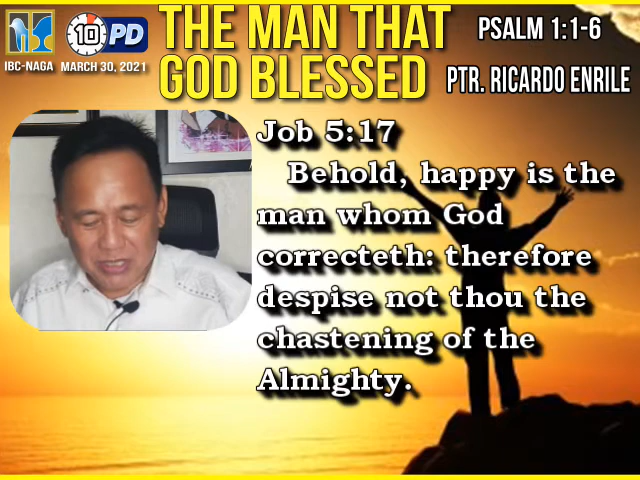 THE MAN THAT
GOD BLESSED
PSALM 1:1-6
PTR. RICARDO ENRILE
10 PD
IBC-NAGA
MARCH 30, 2021
Job 5:17
Behold, happy is the
man whom God
correcteth: therefore
despise not thou the
chastening of the
Almighty.